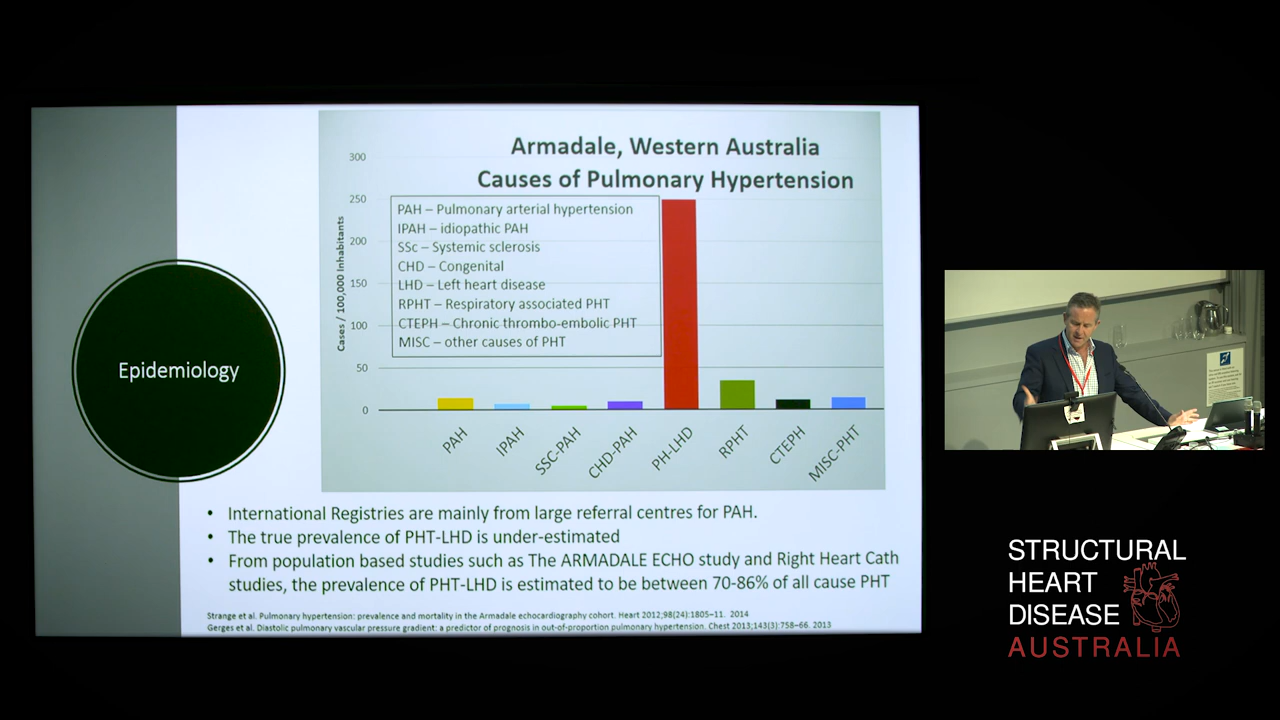 Epidemiology
Armadale, Western Australia
Causes of Pulmonary Hypertension
Cases / 100,000 Inhabitants
300
250
200
150
100
50
0
PAH – Pulmonary arterial hypertension
IPAH – idiopathic PAH
SSc – Systemic sclerosis
CHD – Congenital
LHD – Left heart disease
RPHT – Respiratory associated PHT
CTEPH – Chronic thrombo-embolic PHT
MISC – other causes of PHT
PAH
IPAH
SSC-PAH
CHD-PAH
PH-LHD
RPHT
CTEPH
MISC-PHT
• International Registries are mainly from large referral centres for PAH.
• The true prevalence of PHT-LHD is under-estimated
• From population based studies such as The ARMADALE ECHO study and Right Heart Cath
studies, the prevalence of PHT-LHD is estimated to be between 70-86% of all cause PHT
Strange et al. Pulmonary hypertension: prevalence and mortality in the Armadale echocardiography cohort. Heart 2012;98(24):1805–11. 2014
Gerges et al. Diastolic pulmonary vascular pressure gradient: a predictor of prognosis in out-of-proportion pulmonary hypertension. Chest 2013;143(3):758–66. 2013
STRUCTURAL
HEART
DISEASE
AUSTRALIA